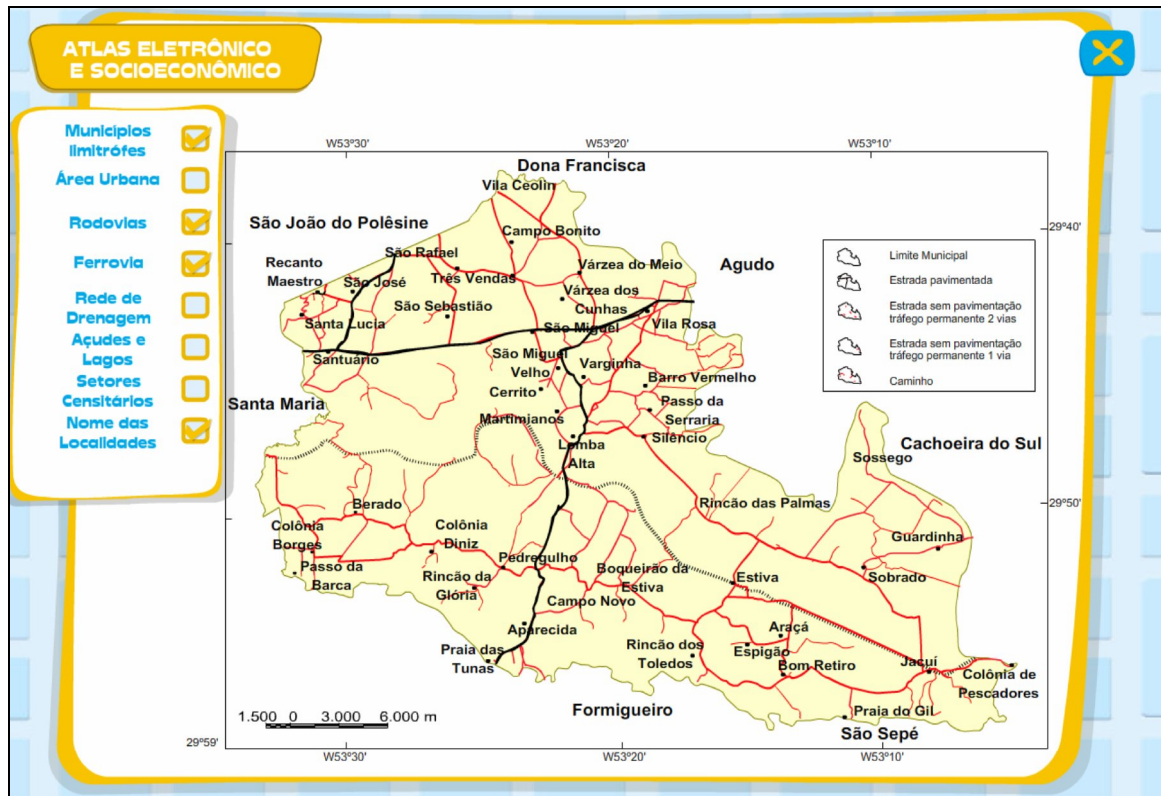 ATLAS ELETRÔNICO
E SOCIOECONÔMICO
Municípios
limitrófes
Área Urbana
Rodovias
Ferrovia
Rede de
Drenagem
Açudes e
Lagos
Setores
Censitários
Nome das
Localidades
W53°30'
W53°20'
W53°10'
Dona Francisca
Vila Ceolin
São João do Polêsine
Campo Bonito
29°40'
São Rafael
Recanto
Maestro
São José
Três Vendas
Várzea do Meio
Agudo
São Sebastião
Várzea dos
Cunhas
Santa Lucia
São Miguel
Vila Rosa
Santuário
São Miguel
Velho
Varginha
Cerrito
Barro Vermelho
Santa Maria
Martimianos
Passo da
Serraria
Silêncio
Lomba
Alta
Limite Municipal
Estrada pavimentada
Estrada sem pavimentação
tráfego permanente 2 vias
Estrada sem pavimentação
tráfego permanente 1 via
Caminho
Cachoeira do Sul
Sossego
Berado
Rincão das Palmas
29°50'
Colônia
Borges
Colônia
Diniz
Guardinha
Passo da
Barca
Pedregulho
Rincão da
Glória
Boqueirão da
Estiva
Estiva
Sobrado
Campo Novo
Aparecida
Araçá
Praia das
Tunas
Rincão dos
Toledos
Espigão
Bom Retiro
Jacuí
Colônia de
Pescadores
Formigueiro
Praia do Gil
São Sepé
1.500 0 3.000 6.000 m
29°59'
W53°30'
W53°20'
W53°10'